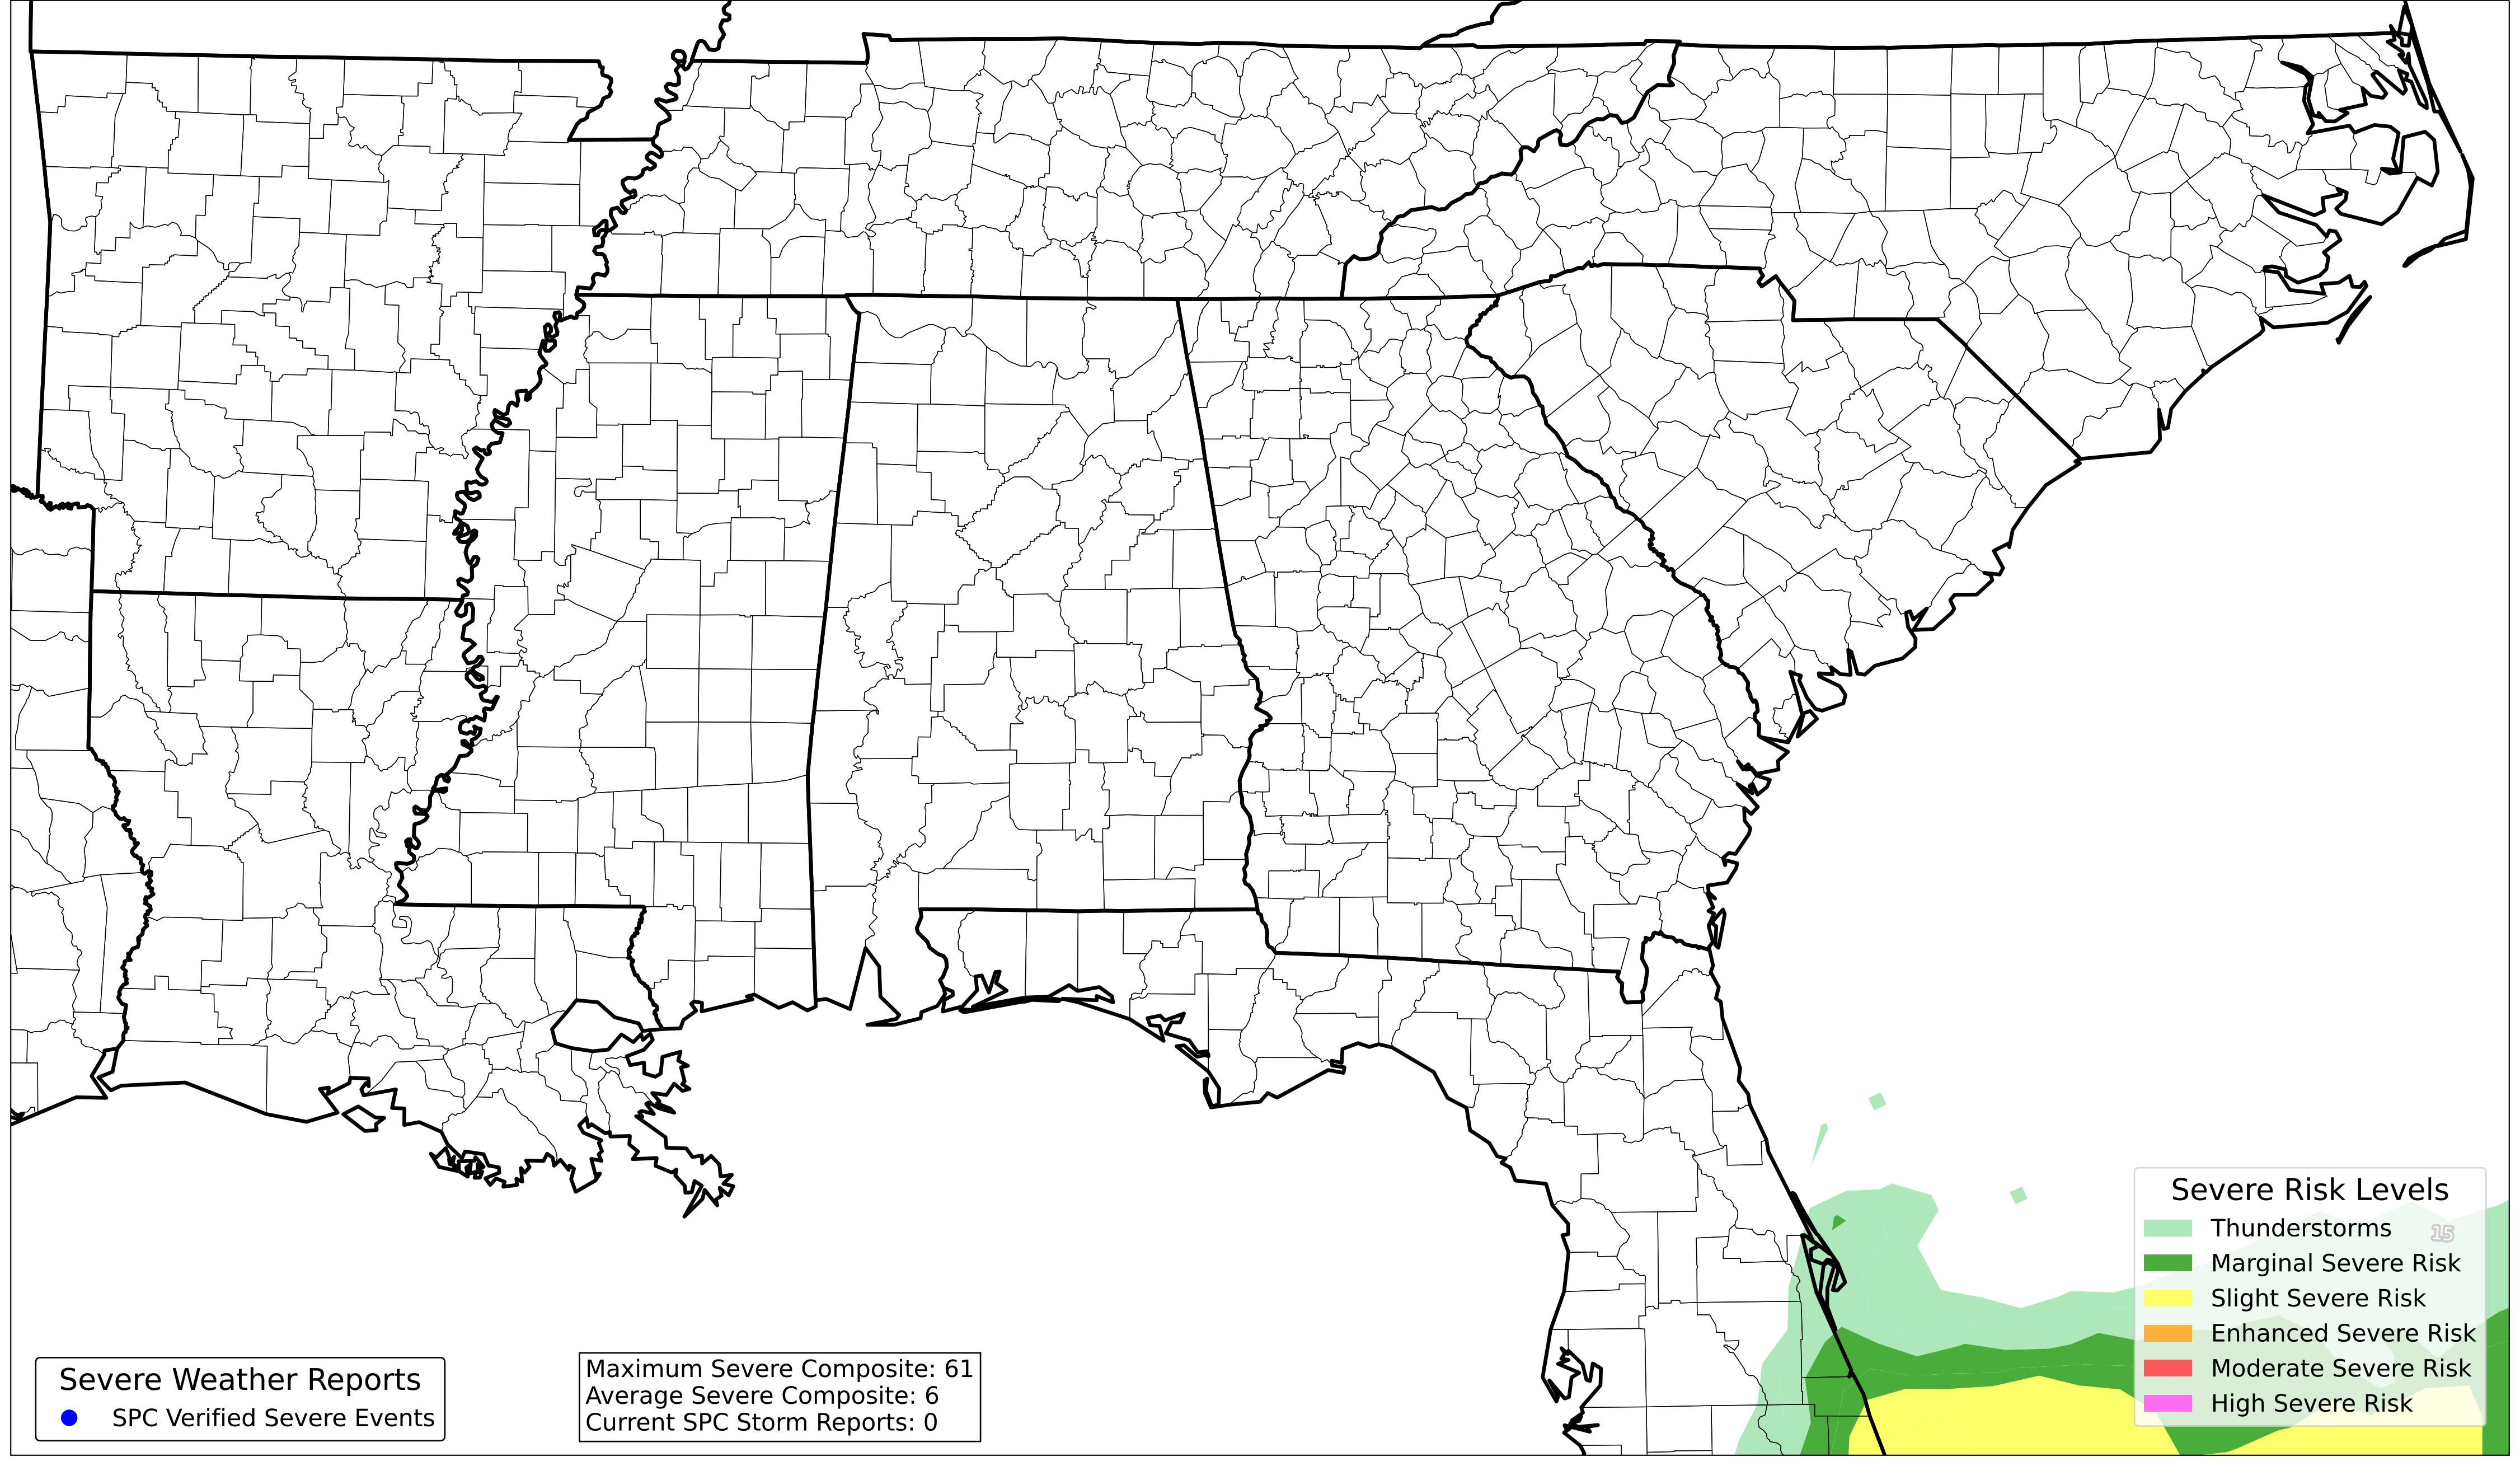 15
Severe Risk Levels
Thunderstorms
Marginal Severe Risk
Slight Severe Risk
Enhanced Severe Risk
Moderate Severe Risk
High Severe Risk
Severe Weather Reports
SPC Verified Severe Events
Maximum Severe Composite: 61
Average Severe Composite: 6
Current SPC Storm Reports: 0